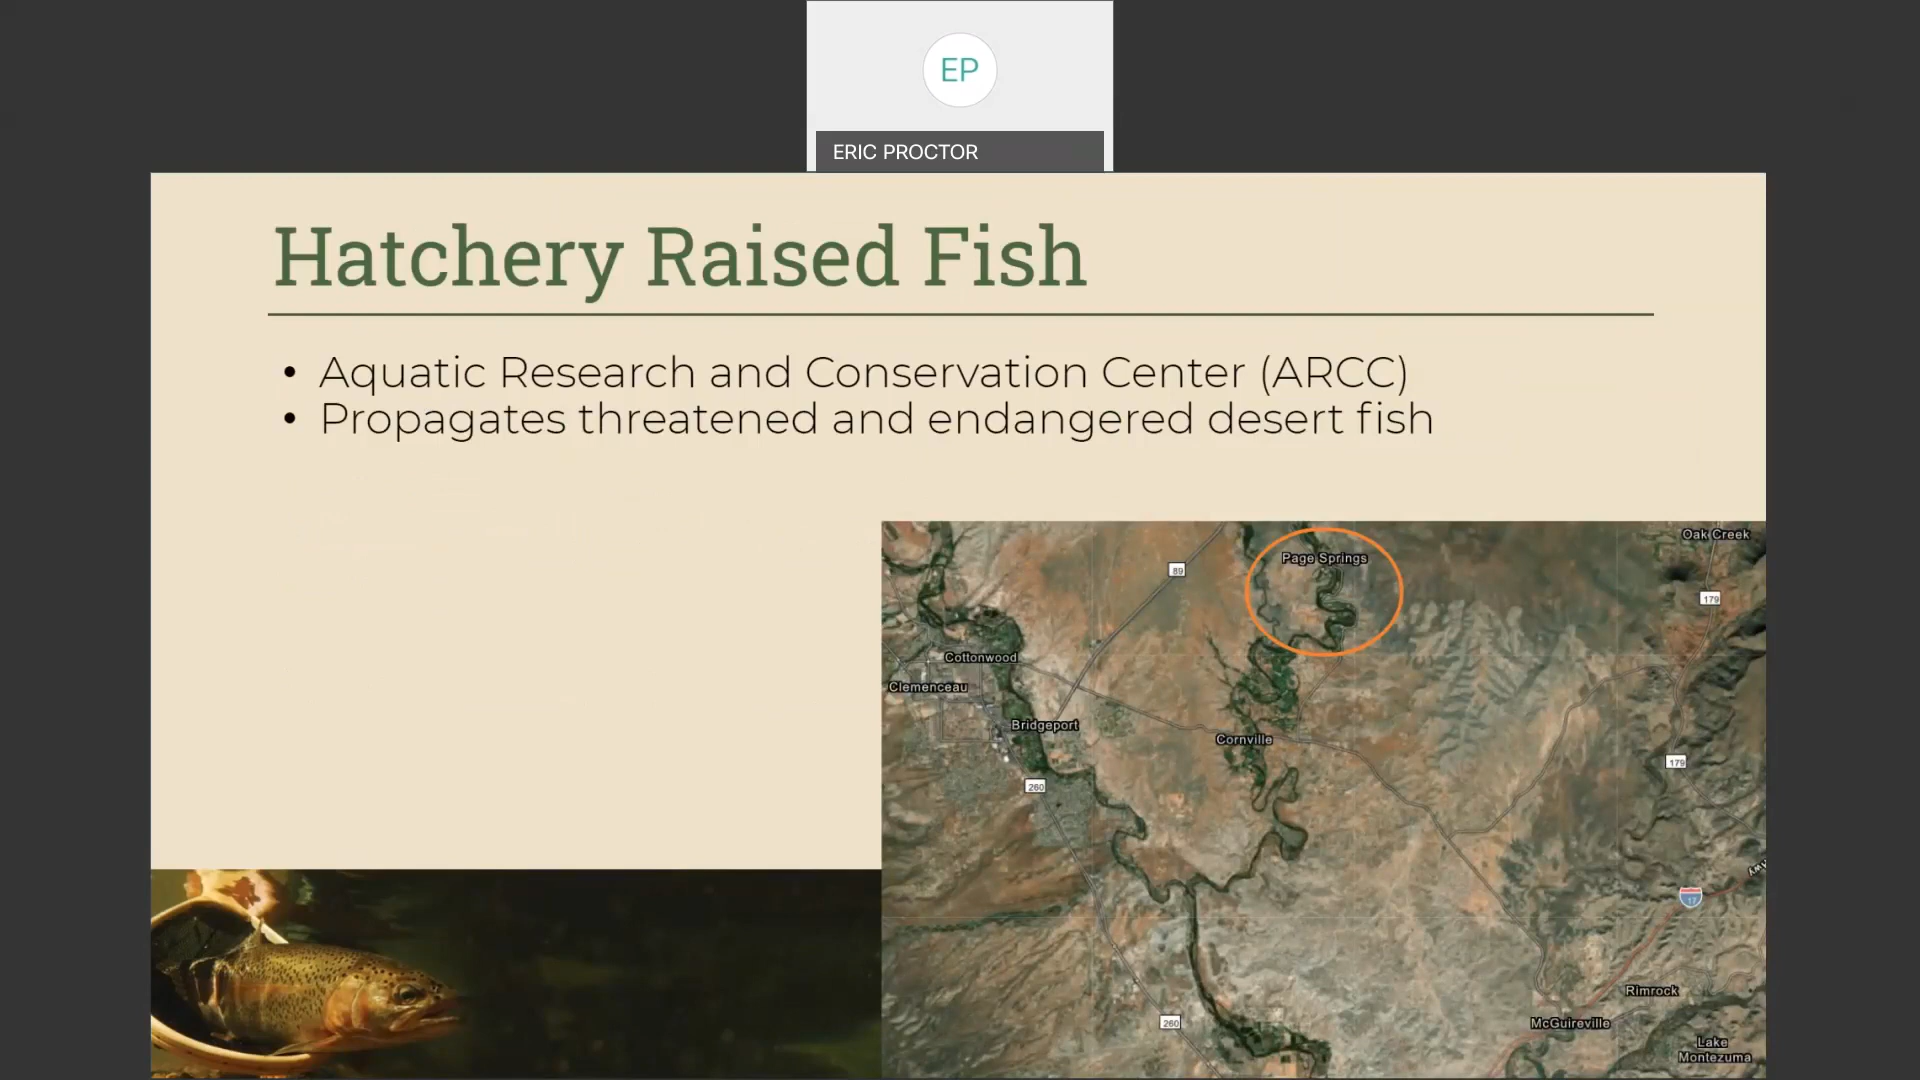 EP
ERIC PROCTOR
Hatchery Raised Fish
• Aquatic Research and Conservation Center (ARCC)
• Propagates threatened and endangered desert fish
Oak Creek
Page Springs
89
179
Cottonwood
Clemenceau
Bridgeport
Cornville
179
260
17
Rimrock
McGuireville
260
Lake
Montezuma